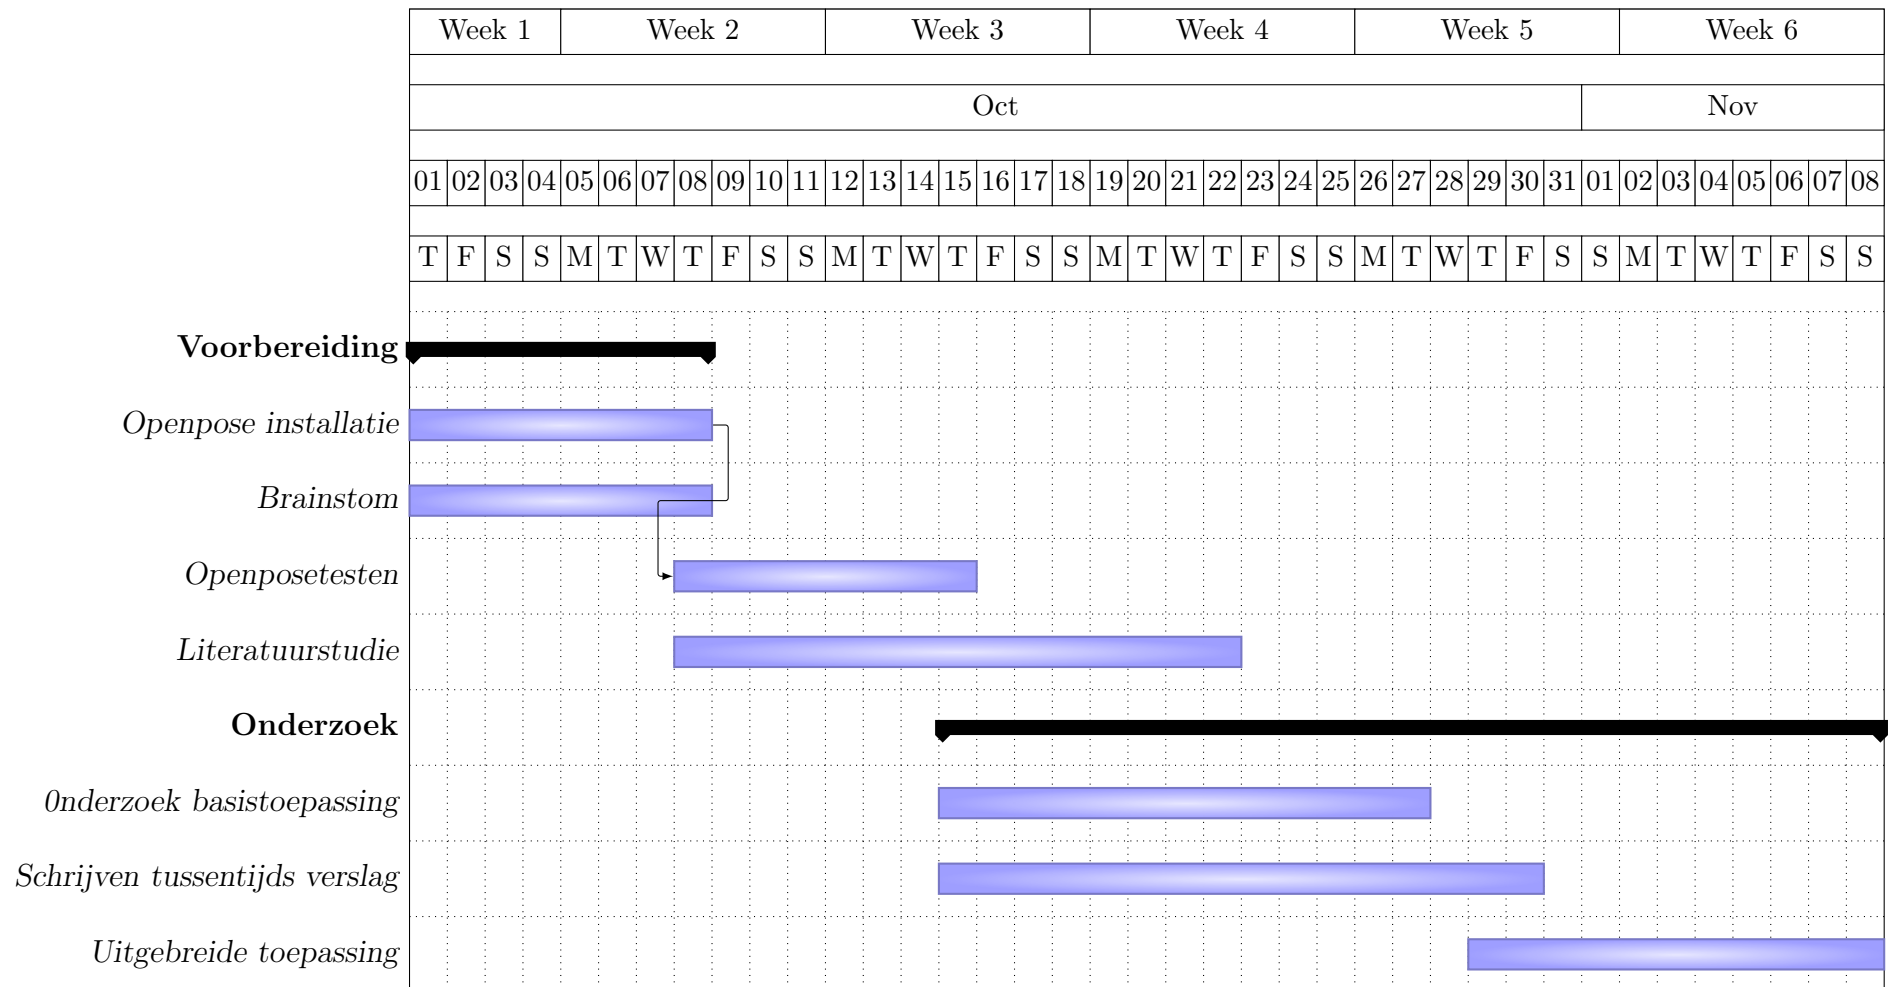 Week 1 Week 2 Week 3 Week 4 Week 5 Week 6
Oct Nov
01 02 03 04 05 06 07 08 09 10 11 12 13 14 15 16 17 18 19 20 21 22 23 24 25 26 27 28 29 30 31 01 02 03 04 05 06 07 08
T F S S M T W T F S S M T W T F S S M T W T F S S M T W T F S S M T W T F S S
Voorbereiding
Openpose installatie
Brainstom
Openposetesten
Literatuurstudie
Onderzoek
0nderzoek basistoepassing
Schrijven tussentijds verslag
Uitgebreide toepassing